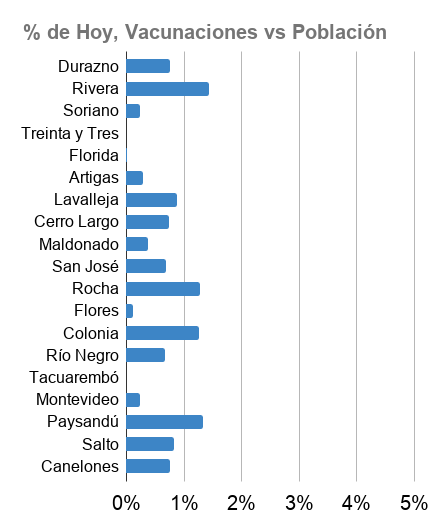 % de Hoy, Vacunaciones vs Población
Durazno
Rivera
Soriano
Treinta y Tres
Florida
Artigas
Lavalleja
Cerro Largo
Maldonado
San José
Rocha
Flores
Colonia
Río Negro
Tacuarembó
Montevideo
Paysandú
Salto
Canelones
0% 1% 2% 3% 4% 5%